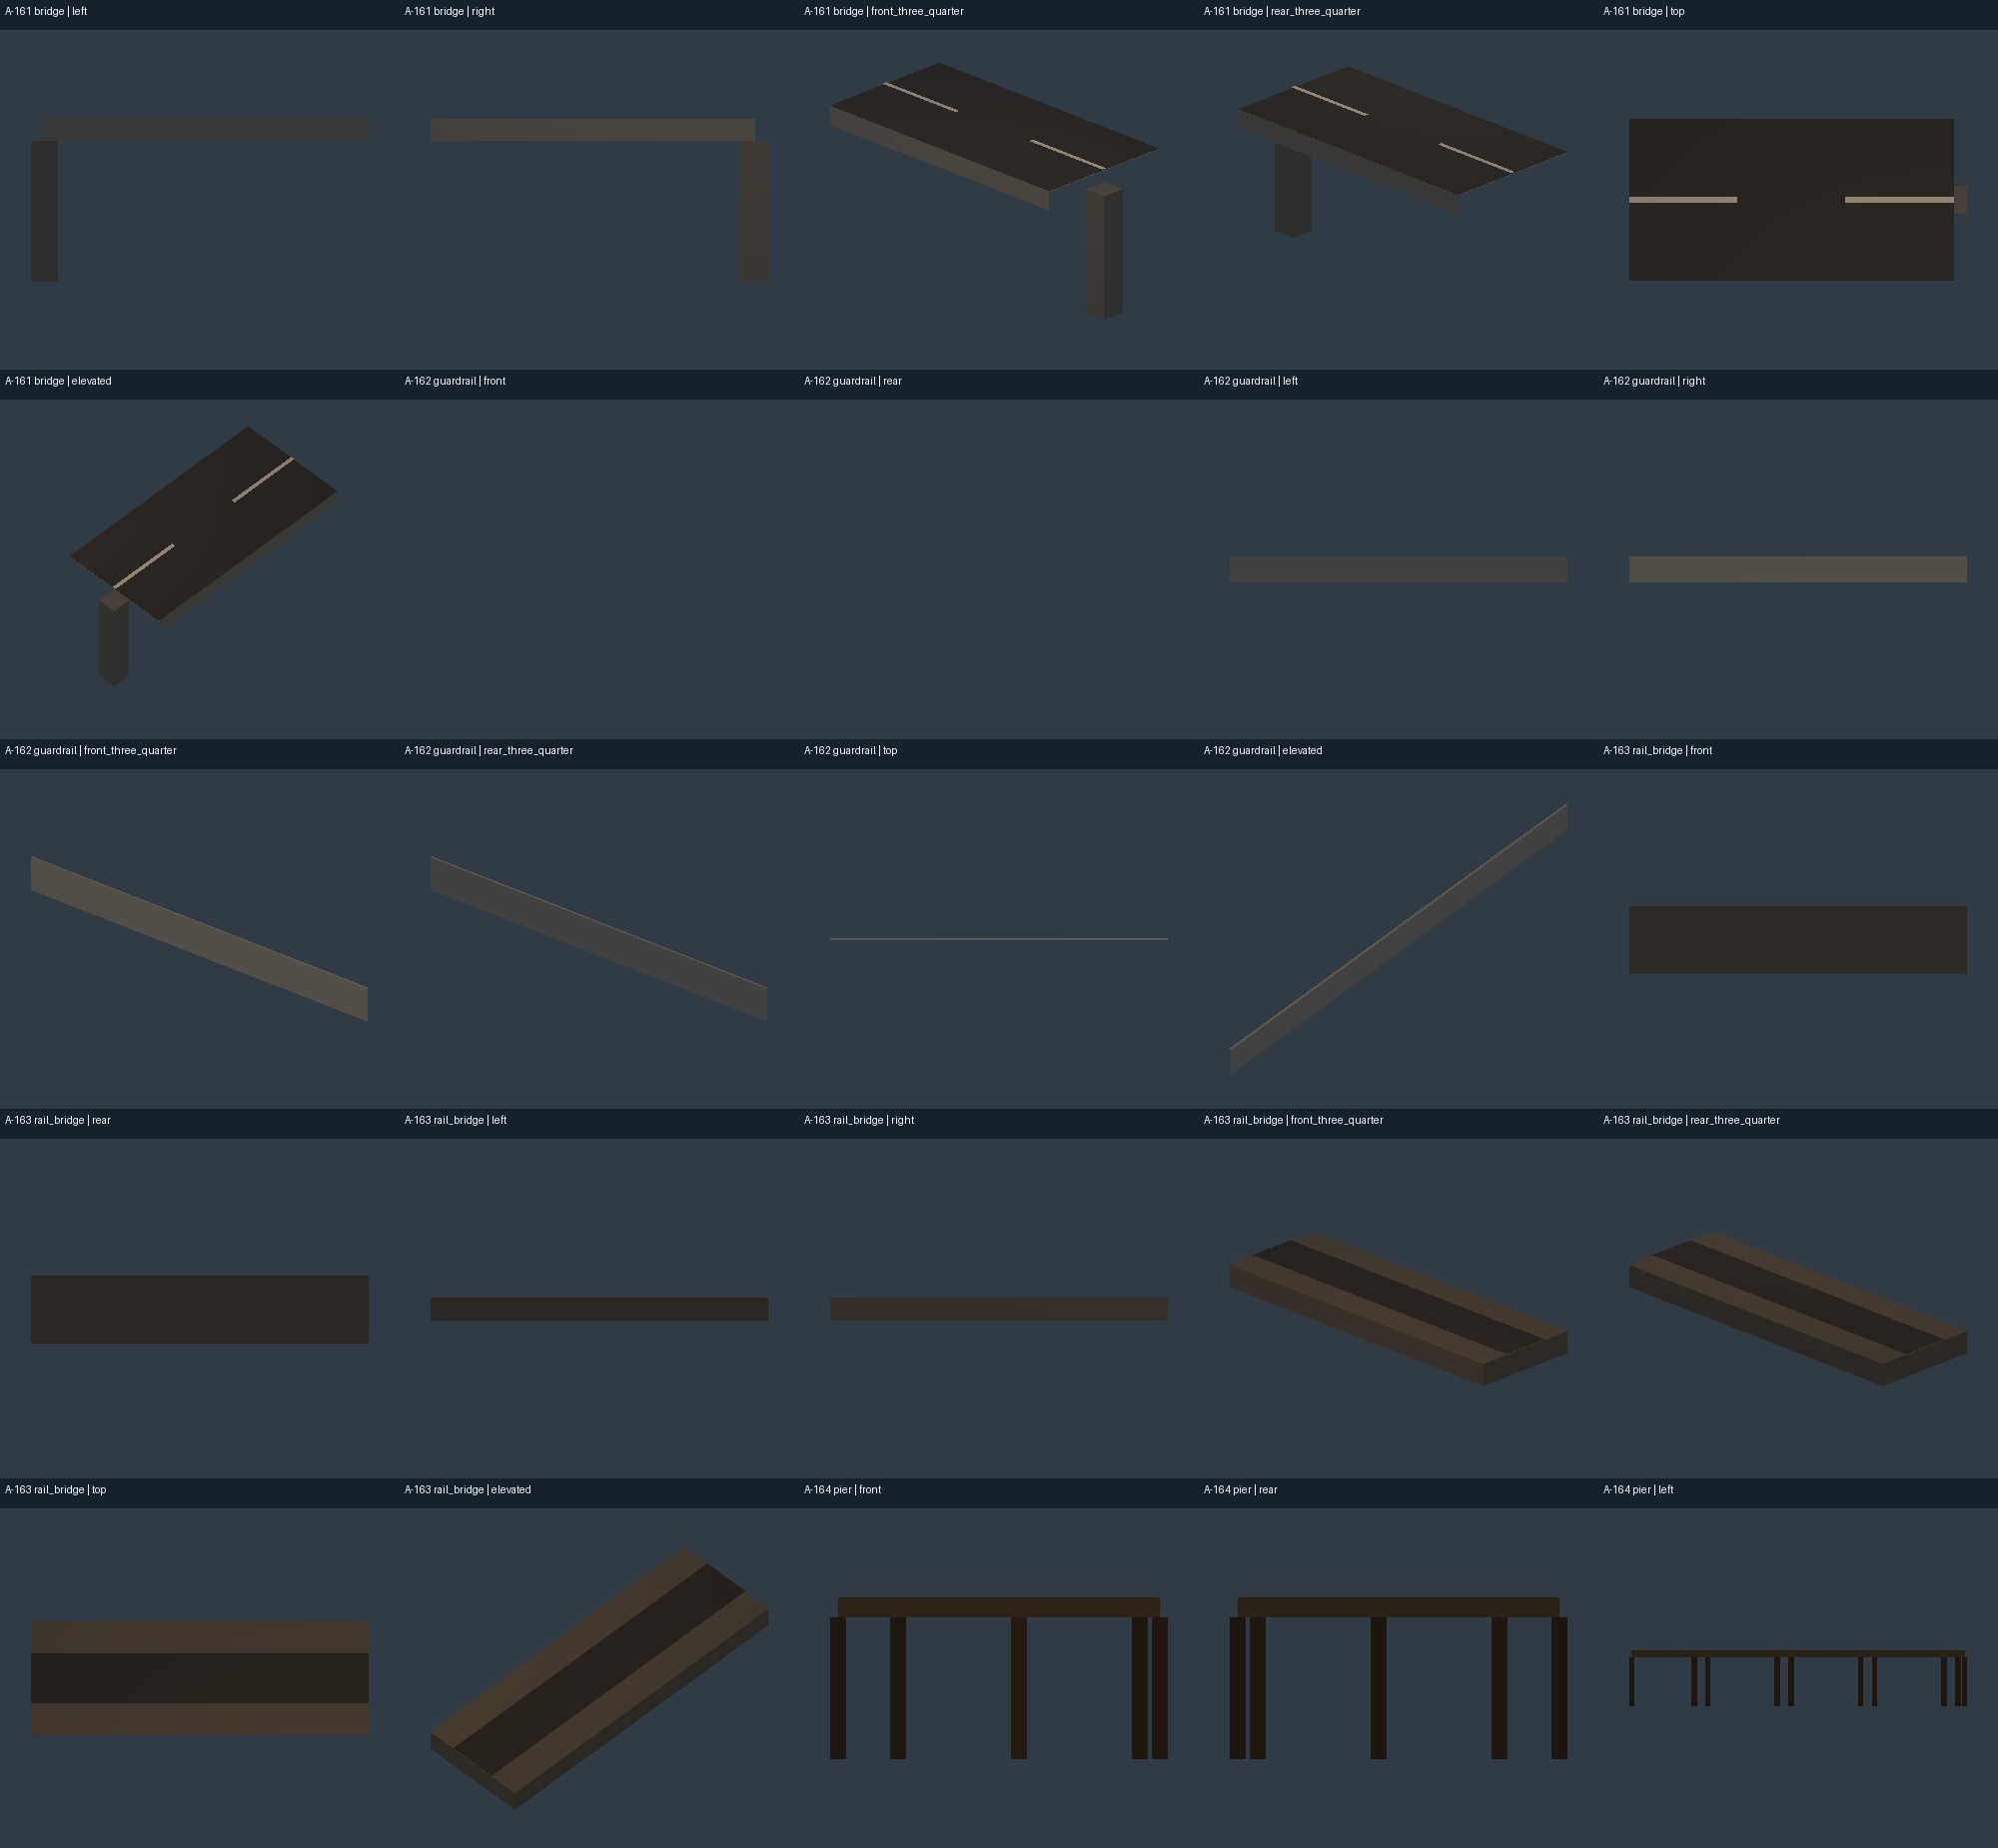 A-161 bridge | left
A-161 bridge | right
A-161 bridge | front_three_quarter
A-161 bridge | rear_three_quarter
A-161 bridge | top
A-161 bridge | elevated
A-162 guardrail | front
A-162 guardrail | rear
A-162 guardrail | left
A-162 guardrail | right
A-162 guardrail | front_three_quarter
A-162 guardrail | rear_three_quarter
A-162 guardrail | top
A-162 guardrail | elevated
A-163 rail_bridge | front
A-163 rail_bridge | rear
A-163 rail_bridge | left
A-163 rail_bridge | right
A-163 rail_bridge | front_three_quarter
A-163 rail_bridge | rear_three_quarter
A-163 rail_bridge | top
A-163 rail_bridge | elevated
A-164 pier | front
A-164 pier | rear
A-164 pier | left